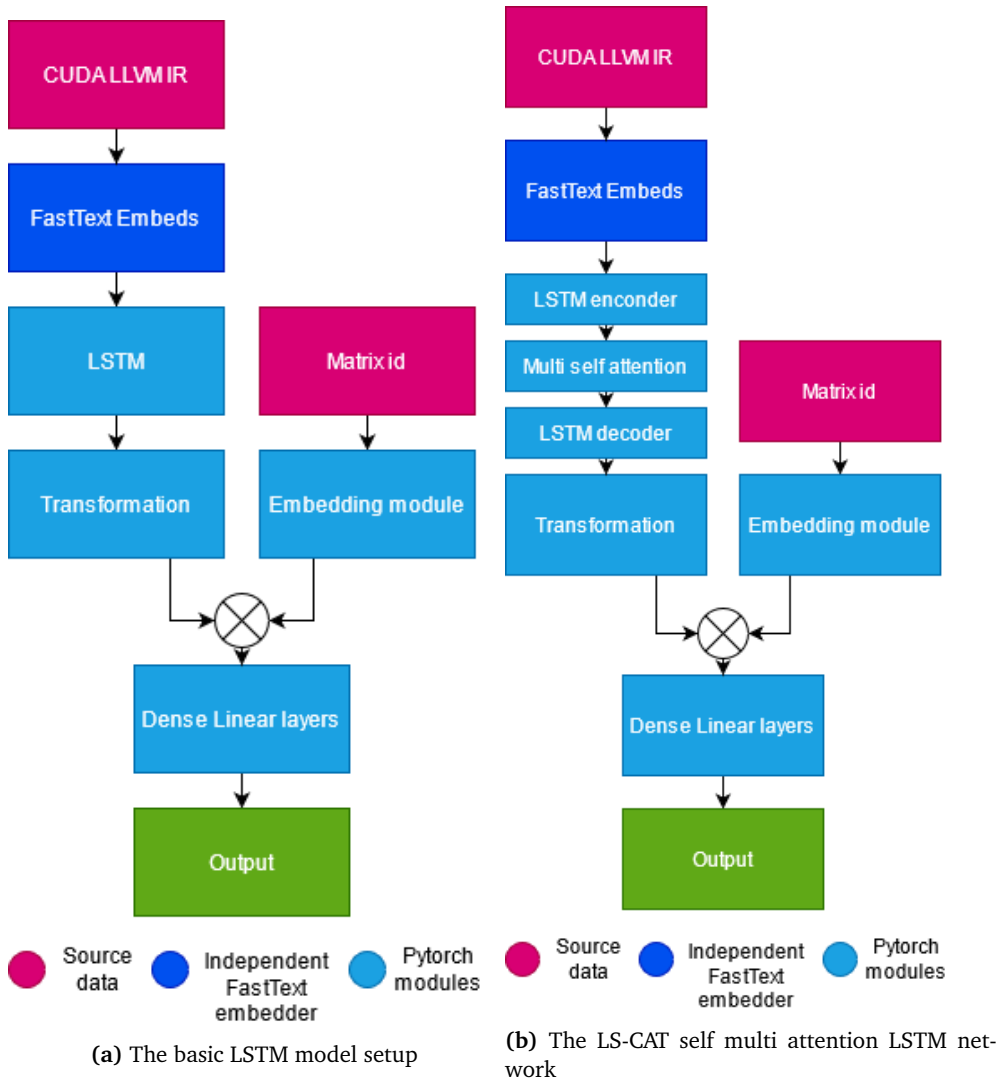 CUDA LLVM IR
FastText Embeds
LSTM
Matrix id
Transformation
Embedding module
Dense Linear layers
Output
Source
data
Independent
FastText
embedder
Pytorch
modules
(a) The basic LSTM model setup
CUDA LLVM IR
FastText Embeds
LSTM enconder
Multi self attention
LSTM decoder
Matrix id
Transformation
Embedding module
Dense Linear layers
Output
Source
data
Independent
FastText
embedder
Pytorch
modules
(b) The LS-CAT self multi attention LSTM net-
work